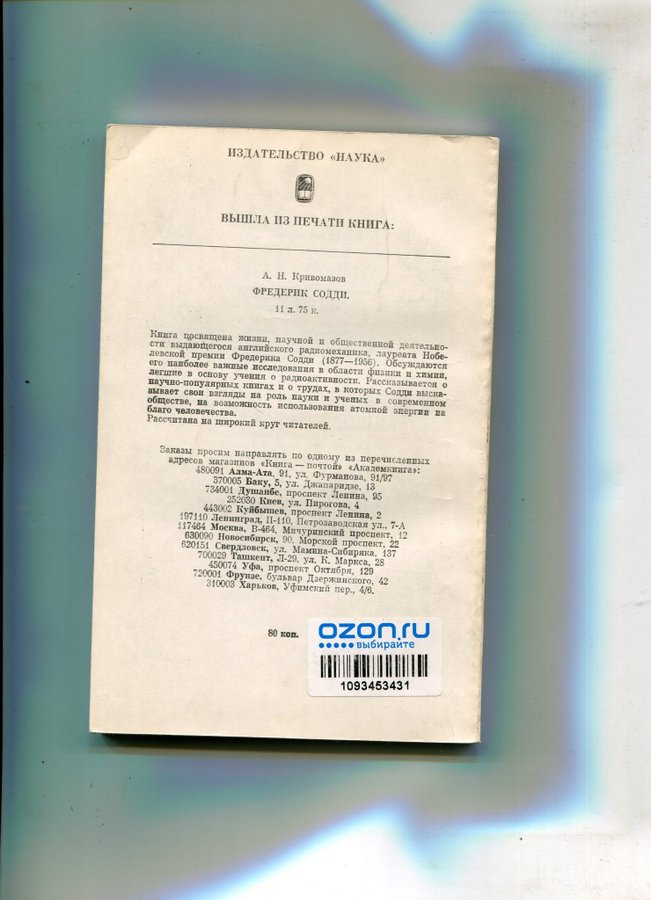 ИЗДАТЕЛЬСТВО «НАУКА»
ВЫШЛА ИЗ ПЕЧАТИ КНИГА:
А. Н. Кривомазов
ФРЕДЕРИК СОДДИ.
11 л. 75 к.
Книга посвящена жизни, научной и общественной деятельно-
сти выдающегося английского радиомеханика, лауреата Нобе-
левской премии Фредерика Содди (1877—1956). Обсуждаются
его наиболее важные исследования в области физики и химии,
легшие в основу учения о радиоактивности. Рассказывается о
научно-популярных книгах и о трудах, в которых Содди выска-
зывает свои взгляды на роль науки и ученых в современном
обществе, на возможность использования атомной энергии на
благо человечества.
Рассчитана на широкий круг читателей.
Заказы просим направлять по одному из перечисленных
адресов магазинов «Книга — почтой» «Академкнига»:
480091 Алма-Ата, 91, ул. Фурманова, 91/97
370005 Баку, 5, ул. Джапаридзе, 13
734001 Душанбе, проспект Ленина, 95
252030 Киев, ул. Пирогова, 4
443002 Куйбышев, проспект Ленина, 2
197110 Ленинград, П-110. Петрозаводская ул., 7-А
117464 Москва, В-464, Мичуринский проспект, 12
630090 Новосибирск, 90. Морской проспект, 22
620151 Свердловск, ул. Мамина-Сибиряка. 137
700029 Ташкент, Л-29. ул. К. Маркса, 28
450074 Уфа, проспект Октября, 129
720001 Фрунзе, бульвар Дзержинского, 42
310003 Харьков, Уфимский пер., 4/6.
80 коп.
ozon.ru
выбирайте
1093453431